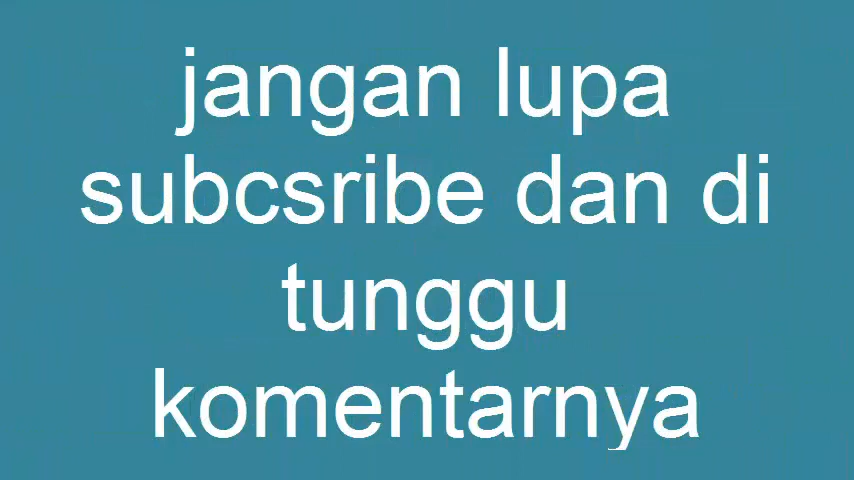 jangan lupa
subcsribe dan di
tunggu
komentarnya